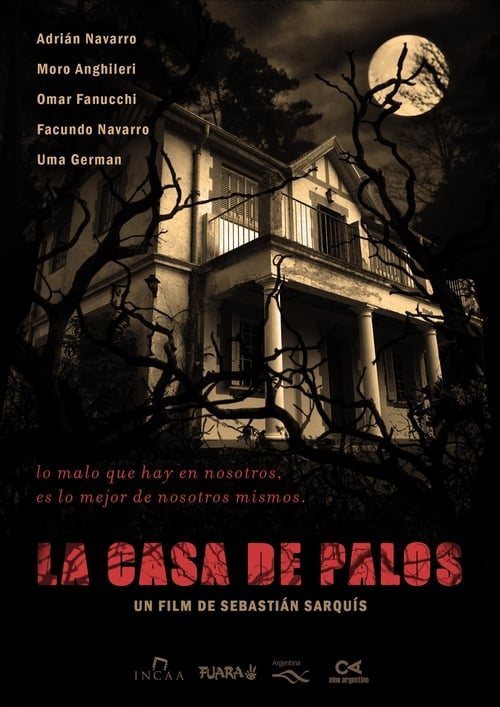 Adrián Navarro
Moro Anghileri
Omar Fanucchi
Facundo Navarro
Uma German
lo malo que hay en nosotros,
es lo mejor de nosotros mismos.
LA CASA DE PALOS
UN FILM DE SEBASTIÁN SARQUÍS
INCAA FUARA Argentina CA cine argentino